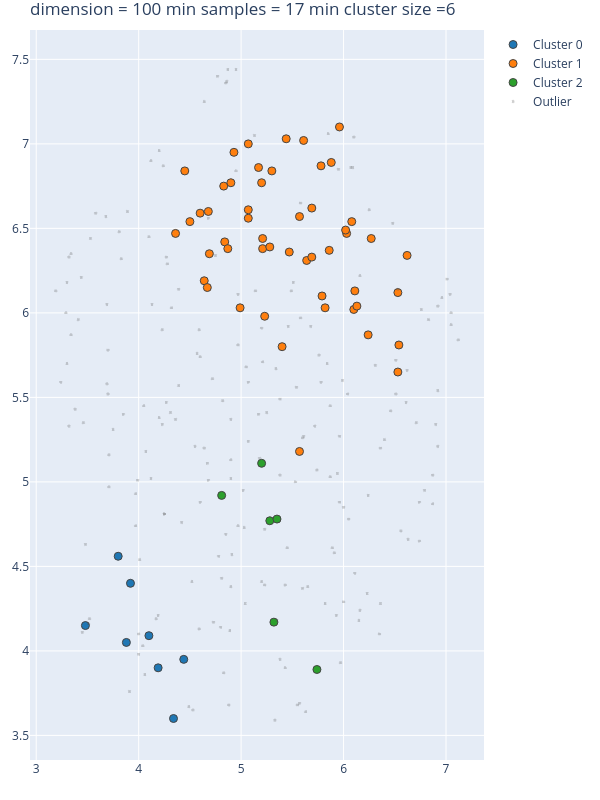 dimension = 100 min samples = 17 min cluster size =6
Cluster 0
Cluster 1
Cluster 2
Outlier
7.5
7
6.5
6
5.5
5
4.5
4
3.5
3 4 5 6 7